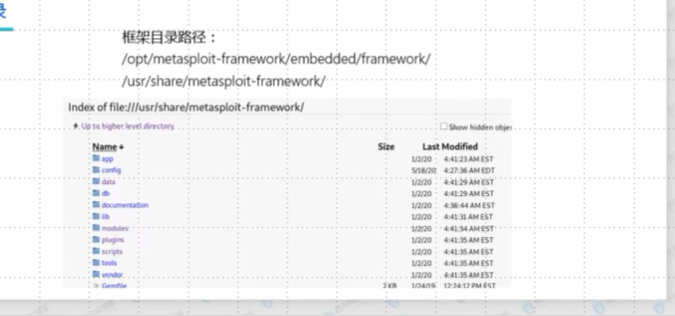 录
框架目录路径：
/opt/metasploit-framework/embedded/framework/
/usr/share/metasploit-framework/
Index of file:///usr/share/metasploit-framework/
Up to higher level directory
Show hidden objec
Name Size Last Modified
app 1/2/20 4:41:23 AM EST
config 5/18/20 4:27:36 AM EDT
data 1/2/20 4:41:29 AM EST
db 1/2/20 4:41:29 AM EST
documentation 1/2/20 4:36:44 AM EST
lib 1/2/20 4:41:31 AM EST
modules 1/2/20 4:41:34 AM EST
plugins 1/2/20 4:41:35 AM EST
scripts 1/2/20 4:41:35 AM EST
tools 1/2/20 4:41:35 AM EST
vendor 1/2/20 4:41:35 AM EST
Gemfile 1/24/19 12:24:12 PM EST